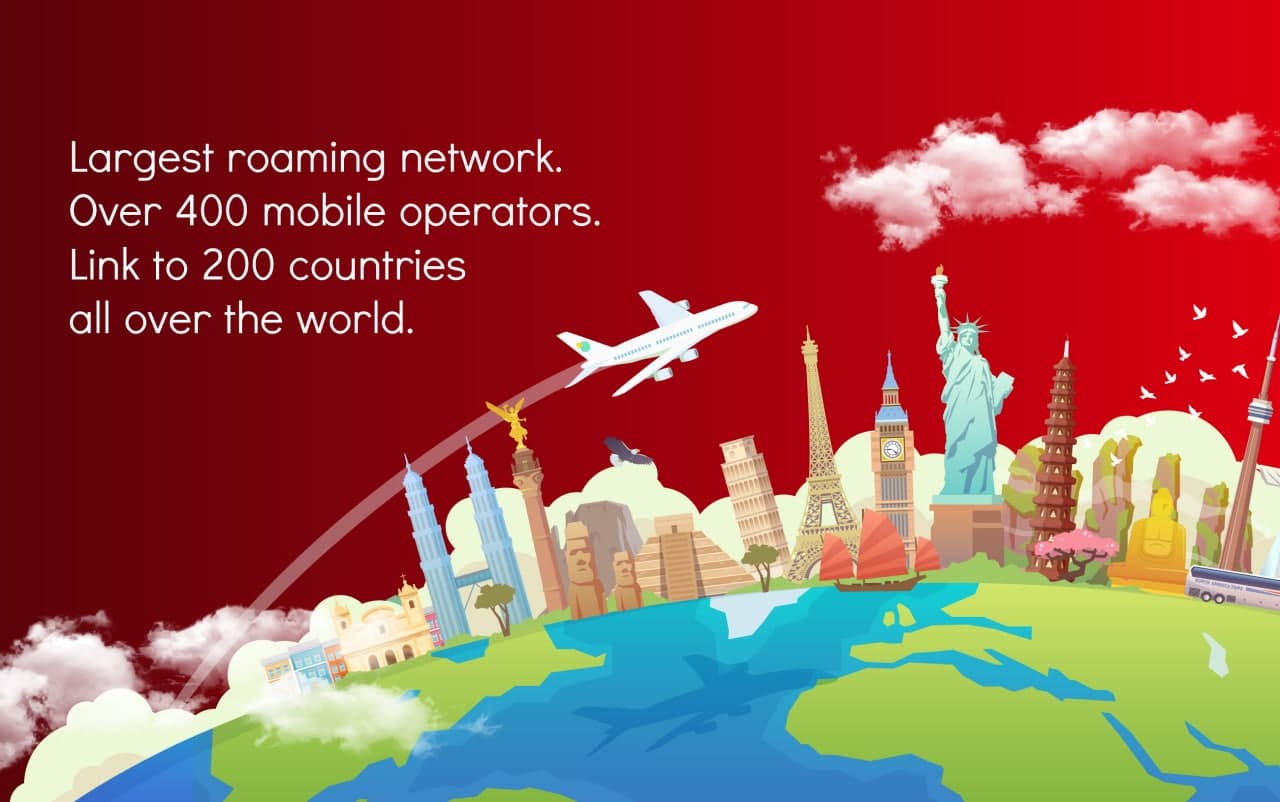 Largest roaming network.
Over 400 mobile operators.
Link to 200 countries
all over the world.